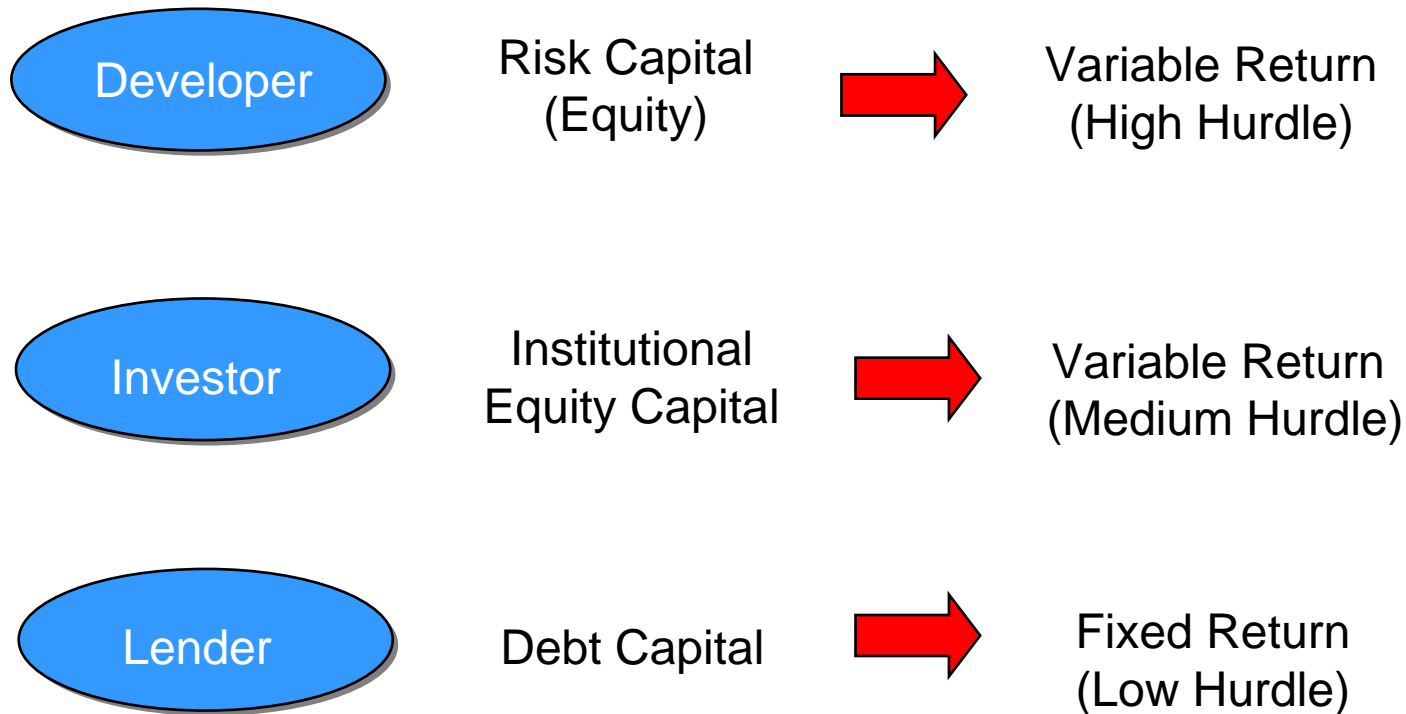 Developer
Risk Capital
(Equity)
Variable Return
(High Hurdle)
Investor
Institutional
Equity Capital
Variable Return
(Medium Hurdle)
Lender
Debt Capital
Fixed Return
(Low Hurdle)